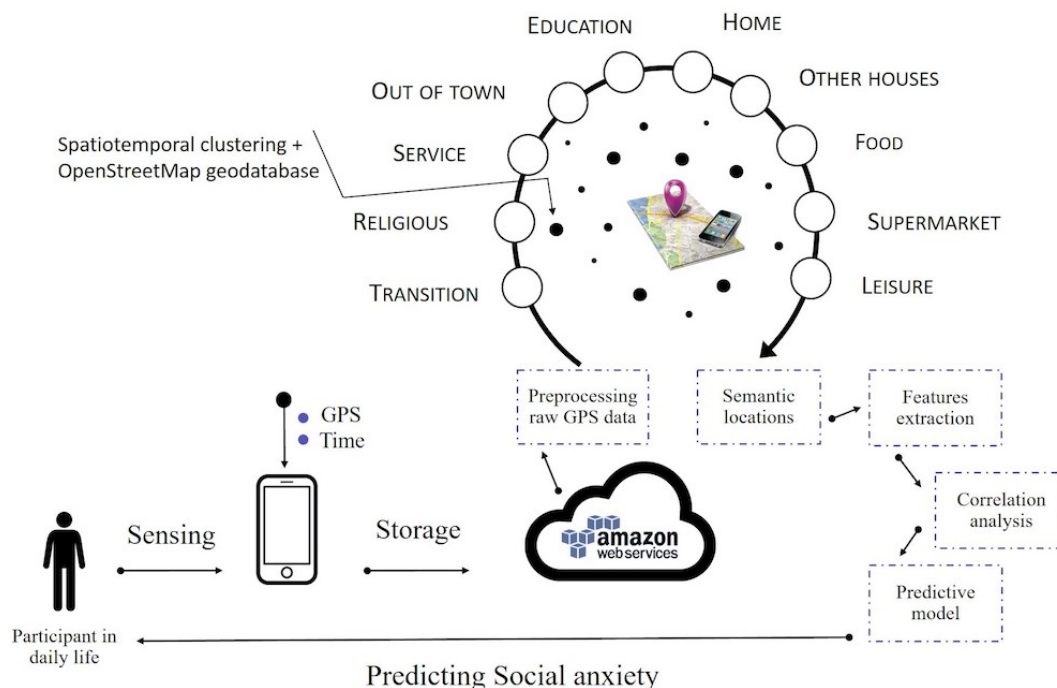 EDUCATION
HOME
OUT OF TOWN
OTHER HOUSES
Spatiotemporal clustering +
OpenStreetMap geodatabase
SERVICE
FOOD
RELIGIOUS
SUPERMARKET
TRANSITION
LEISURE
Preprocessing
raw GPS data
Semantic
locations
Features
extraction
GPS
Time
Sensing
Storage
amazon
web services
Correlation
analysis
Predictive
model
Participant in
daily life
Predicting Social anxiety